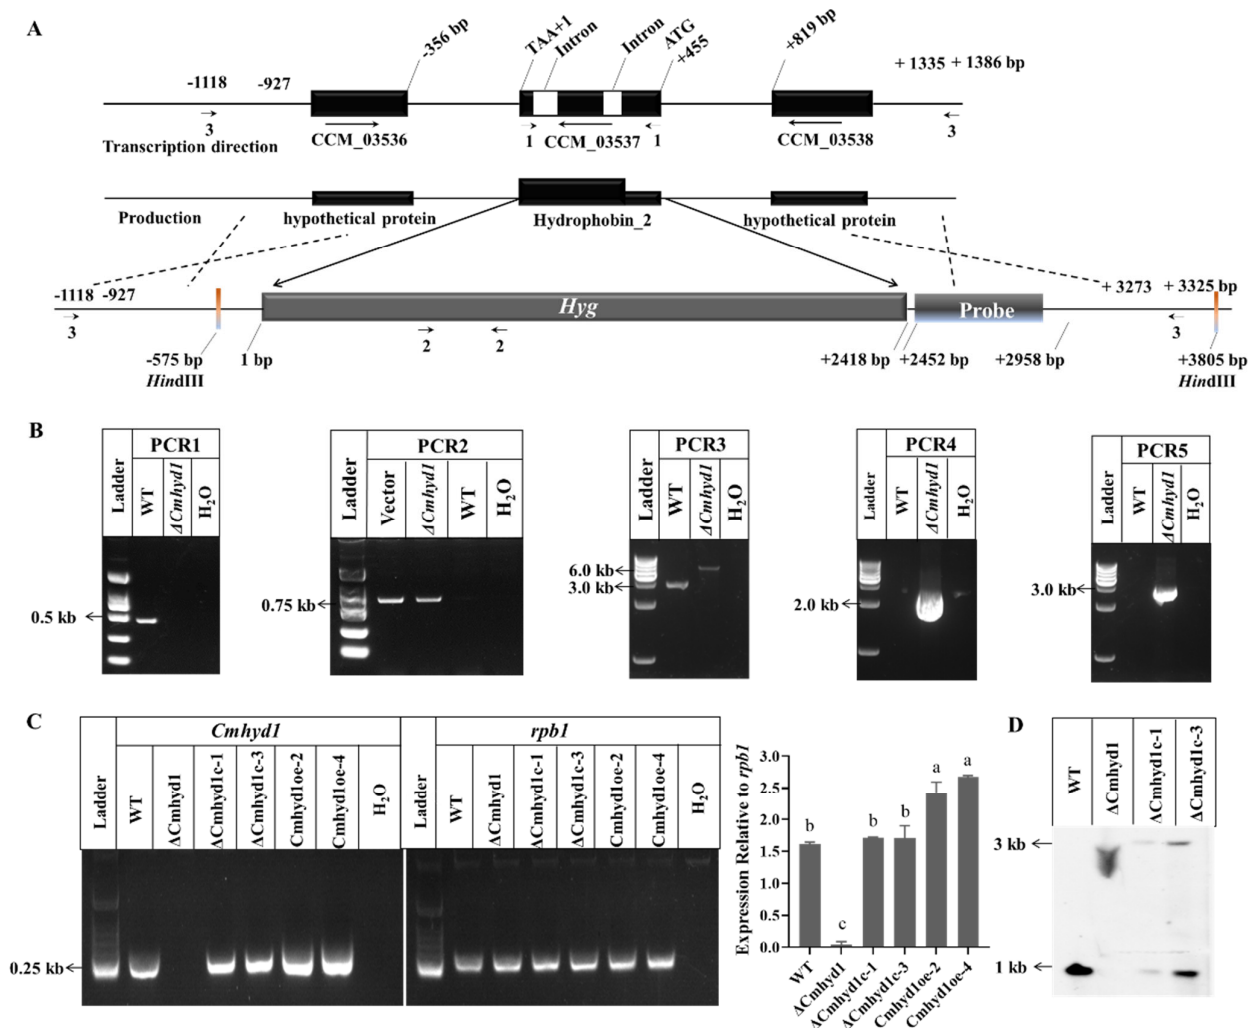 A
-1118 -927 -356 bp TAA+1 Intron Intron ATG +455 +819 bp + 1335 + 1386 bp
3 CCM_03536 1 CCM_03537 1 CCM_03538 3
Transcription direction
Production hypothetical protein Hydrophobin_2 hypothetical protein
-1118 -927 Hyg Probe + 3273 + 3325 bp
3 2 2 3
-575 bp 1 bp +2418 bp +2452 bp +2958 bp +3805 bp
HindIII HindIII
B
PCR1
Ladder WT ΔCmhyd1 H2O
0.5 kb
PCR2
Ladder Vector ΔCmhyd1 WT H2O
0.75 kb
PCR3
Ladder WT ΔCmhyd1 H2O
6.0 kb
3.0 kb
PCR4
Ladder WT ΔCmhyd1 H2O
2.0 kb
PCR5
Ladder WT ΔCmhyd1 H2O
3.0 kb
C
Cmhyd1 rpb1
Ladder WT ΔCmhyd1 ΔCmhyd1c-1 ΔCmhyd1c-3 Cmhyd1oe-2 Cmhyd1oe-4 H2O Ladder WT ΔCmhyd1 ΔCmhyd1c-1 ΔCmhyd1c-3 Cmhyd1oe-2 Cmhyd1oe-4 H2O
0.25 kb
Expression Relative to rpb1
3.0
2.5
2.0
1.5
1.0
0.5
0.0
b c b b a a
WT ΔCmhyd1 ΔCmhyd1c-1 ΔCmhyd1c-3 Cmhyd1oe-2 Cmhyd1oe-4
D
WT ΔCmhyd1 ΔCmhyd1c-1 ΔCmhyd1c-3
3 kb
1 kb